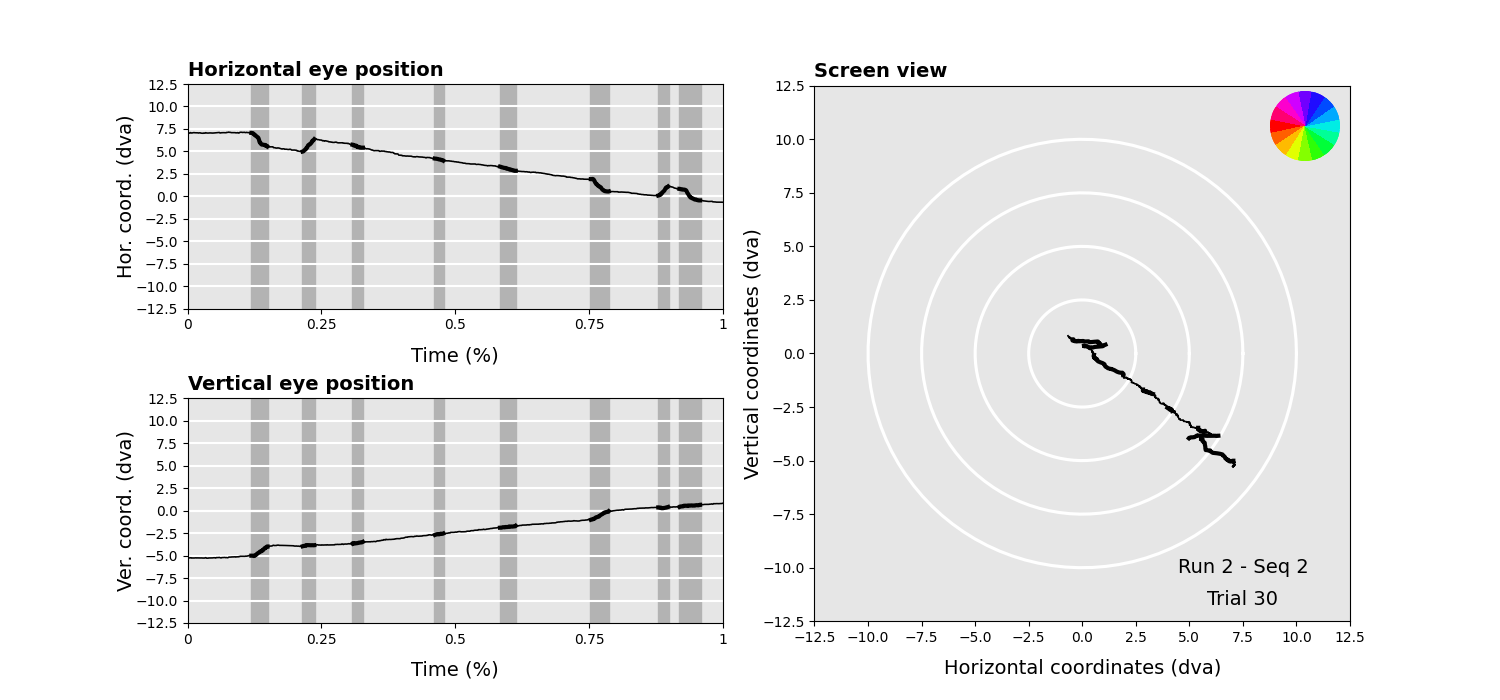 Horizontal eye position
Hor. coord. (dva)
12.5
10.0
7.5
5.0
2.5
0.0
−2.5
−5.0
−7.5
−10.0
−12.5
0 0.25 0.5 0.75 1
Time (%)
Vertical eye position
Ver. coord. (dva)
12.5
10.0
7.5
5.0
2.5
0.0
−2.5
−5.0
−7.5
−10.0
−12.5
0 0.25 0.5 0.75 1
Time (%)
Screen view
Vertical coordinates (dva)
12.5
10.0
7.5
5.0
2.5
0.0
−2.5
−5.0
−7.5
−10.0
−12.5
Run 2 - Seq 2
Trial 30
−12.5 −10.0 −7.5 −5.0 −2.5 0.0 2.5 5.0 7.5 10.0 12.5
Horizontal coordinates (dva)